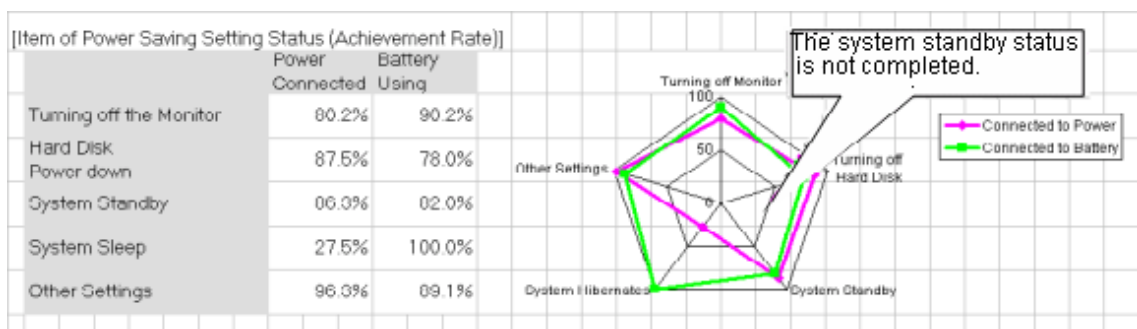 [Item of Power Saving Setting Status (Achievement Rate)]
Power Connected Battery Using
Turning off the Monitor 80.2% 90.2%
Hard Disk Power down 87.5% 78.0%
System Standby 06.3% 02.0%
System Sleep 27.5% 100.0%
Other Settings 96.3% 09.1%
The system standby status
is not completed.
Turning off Monitor
100
50
0
Other Settings
Turning off
Hard Disk
System Hibernates
System Standby
Connected to Power
Connected to Battery